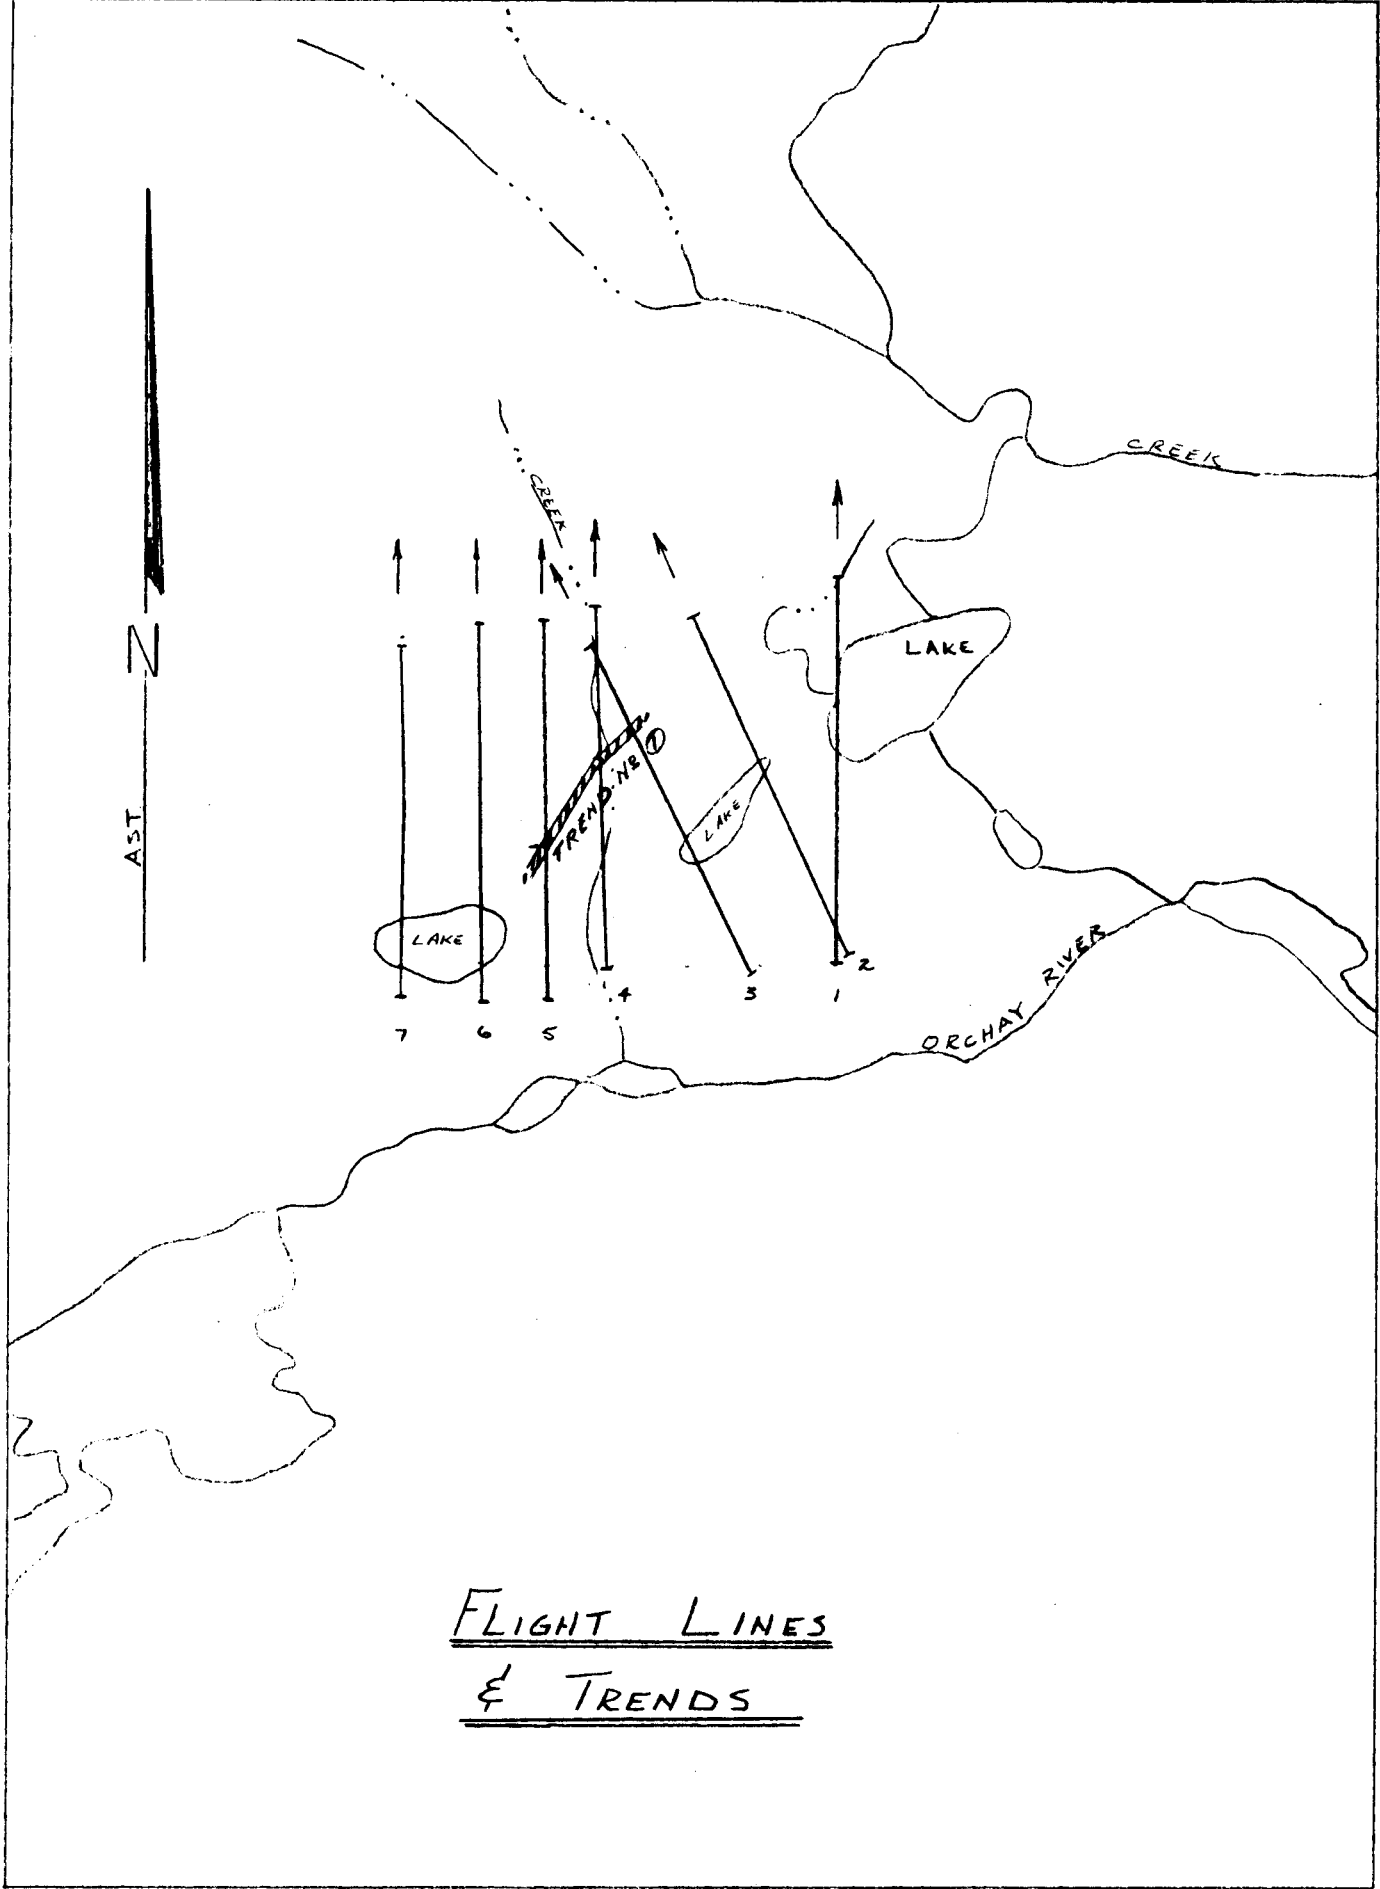 CREEK
CREEK
N
LAKE
AST
TREND Nº 1
LAKE
LAKE
7
6
5
4
3
1
2
ORCHAY RIVER
FLIGHT LINES
& TRENDS